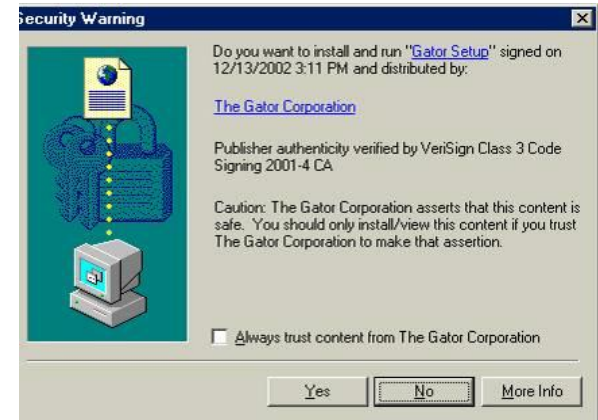 Security Warning
Do you want to install and run "Gator Setup" signed on
12/13/2002 3:11 PM and distributed by:
The Gator Corporation
Publisher authenticity verified by VeriSign Class 3 Code
Signing 2001-4 CA
Caution: The Gator Corporation asserts that this content is
safe. You should only install/view this content if you trust
The Gator Corporation to make that assertion.
Always trust content from The Gator Corporation
Yes No More Info